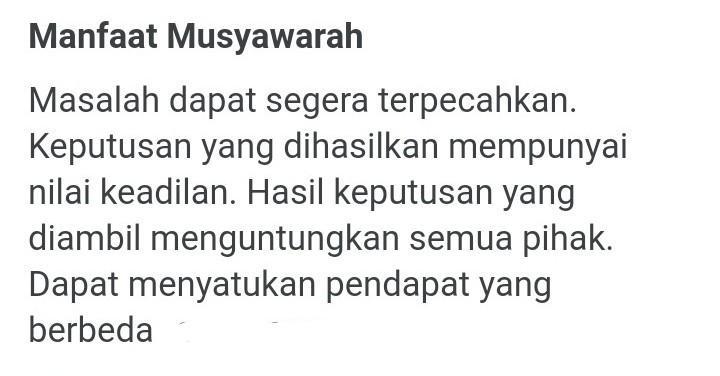 Manfaat Musyawarah
Masalah dapat segera terpecahkan.
Keputusan yang dihasilkan mempunyai
nilai keadilan. Hasil keputusan yang
diambil menguntungkan semua pihak.
Dapat menyatukan pendapat yang
berbeda